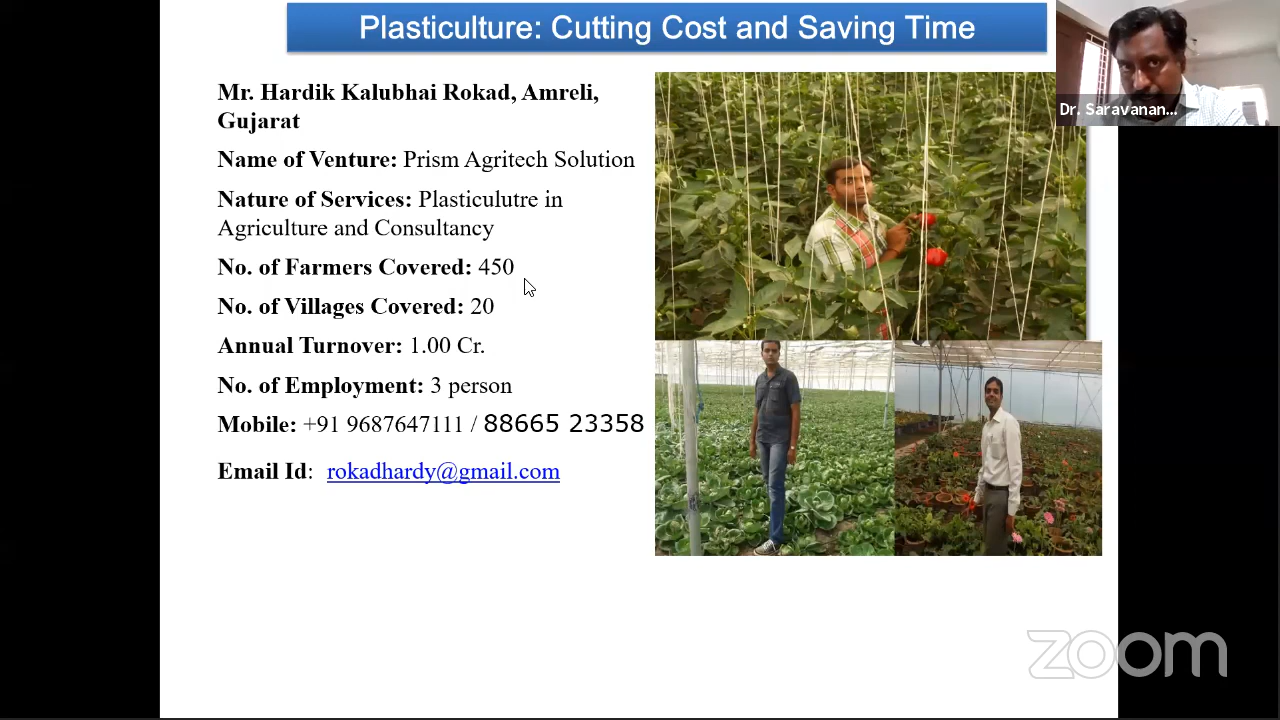 Plasticulture: Cutting Cost and Saving Time
Dr. Saravanan...
Mr. Hardik Kalubhai Rokad, Amreli,
Gujarat
Name of Venture: Prism Agritech Solution
Nature of Services: Plasticulutre in
Agriculture and Consultancy
No. of Farmers Covered: 450
No. of Villages Covered: 20
Annual Turnover: 1.00 Cr.
No. of Employment: 3 person
Mobile: +91 9687647111 / 88665 23358
Email Id: rokadhardy@gmail.com
zoom